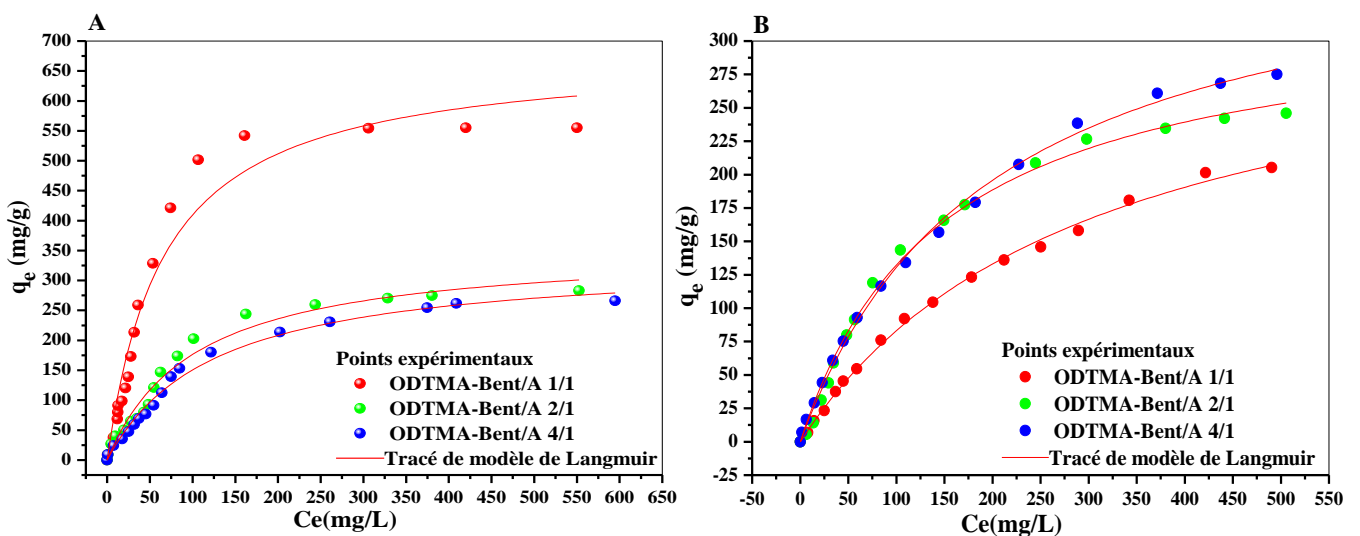 A
700
650
600
550
500
450
400
350
300
250
200
150
100
50
0
qe (mg/g)
0 50 100 150 200 250 300 350 400 450 500 550 600 650
Ce(mg/L)
Points expérimentaux
ODTMA-Bent/A 1/1
ODTMA-Bent/A 2/1
ODTMA-Bent/A 4/1
Tracé de modèle de Langmuir
B
300
275
250
225
200
175
150
125
100
75
50
25
0
-25
qe (mg/g)
-50 0 50 100 150 200 250 300 350 400 450 500 550
Ce(mg/L)
Points expérimentaux
ODTMA-Bent/A 1/1
ODTMA-Bent/A 2/1
ODTMA-Bent/A 4/1
Tracé de modèle de Langmuir